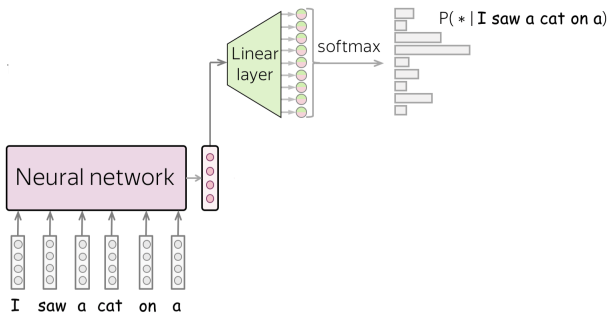 P( * | I saw a cat on a)
Linear
layer
softmax
Neural network
I saw a cat on a